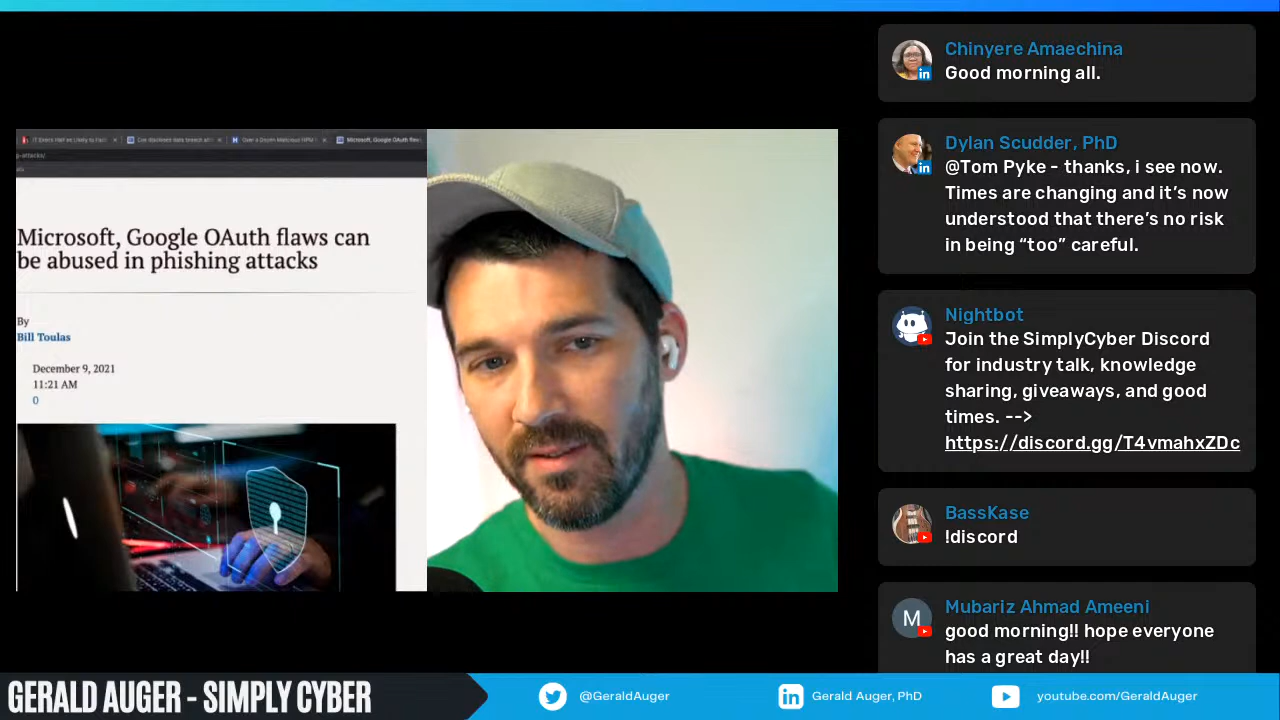 Microsoft, Google OAuth flaws can
be abused in phishing attacks
By
Bill Toulas
December 9, 2021
11:21 AM
0
Chinyere Amaechina
Good morning all.
Dylan Scudder, PhD
@Tom Pyke - thanks, i see now.
Times are changing and it’s now
understood that there’s no risk
in being “too” careful.
Nightbot
Join the SimplyCyber Discord
for industry talk, knowledge
sharing, giveaways, and good
times. -->
https://discord.gg/T4vmahxZDc
BassKase
!discord
M
Mubariz Ahmad Ameeni
good morning!! hope everyone
has a great day!!
GERALD AUGER - SIMPLY CYBER
@GeraldAuger
Gerald Auger, PhD
youtube.com/GeraldAuger